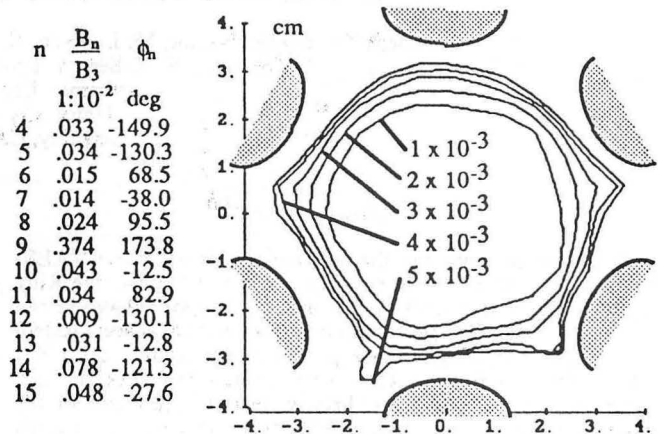 n B_n/B_3 ϕ_n
1:10^-2 deg
4 .033 -149.9
5 .034 -130.3
6 .015 68.5
7 .014 -38.0
8 .024 95.5
9 .374 173.8
10 .043 -12.5
11 .034 82.9
12 .009 -130.1
13 .031 -12.8
14 .078 -121.3
15 .048 -27.6
cm
4.
3.
2.
1
0.
-1
-2.
-3.
-4.
1 x 10^-3
2 x 10^-3
3 x 10^-3
4 x 10^-3
5 x 10^-3
-4. -3. -2. -1. 0. 1. 2. 3. 4.